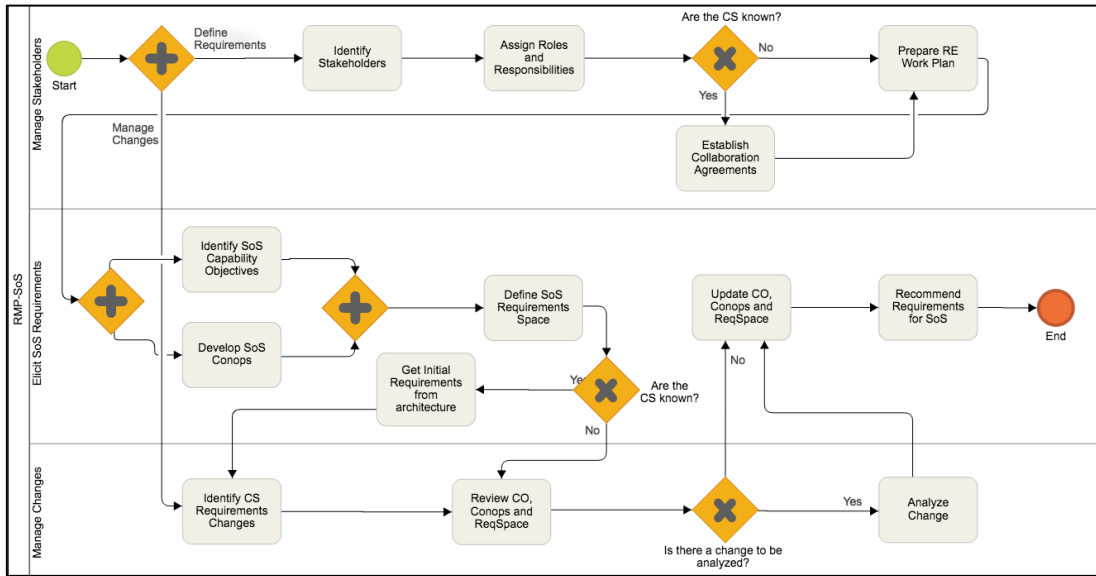 RMP-SoS
Manage Stakeholders
Start
Define
Requirements
Manage
Changes
Identify
Stakeholders
Assign Roles
and
Responsibilities
Are the CS known?
No
Yes
Prepare RE
Work Plan
Establish
Collaboration
Agreements
Elicit SoS Requirements
Identify SoS
Capability
Objectives
Develop SoS
Conops
Define SoS
Requirements
Space
Get Initial
Requirements
from
architecture
Yes
Are the
CS known?
No
Update CO,
Conops and
ReqSpace
No
Recommend
Requirements
for SoS
End
Manage Changes
Identify CS
Requirements
Changes
Review CO,
Conops and
ReqSpace
Is there a change to be
analyzed?
Yes
Analyze
Change